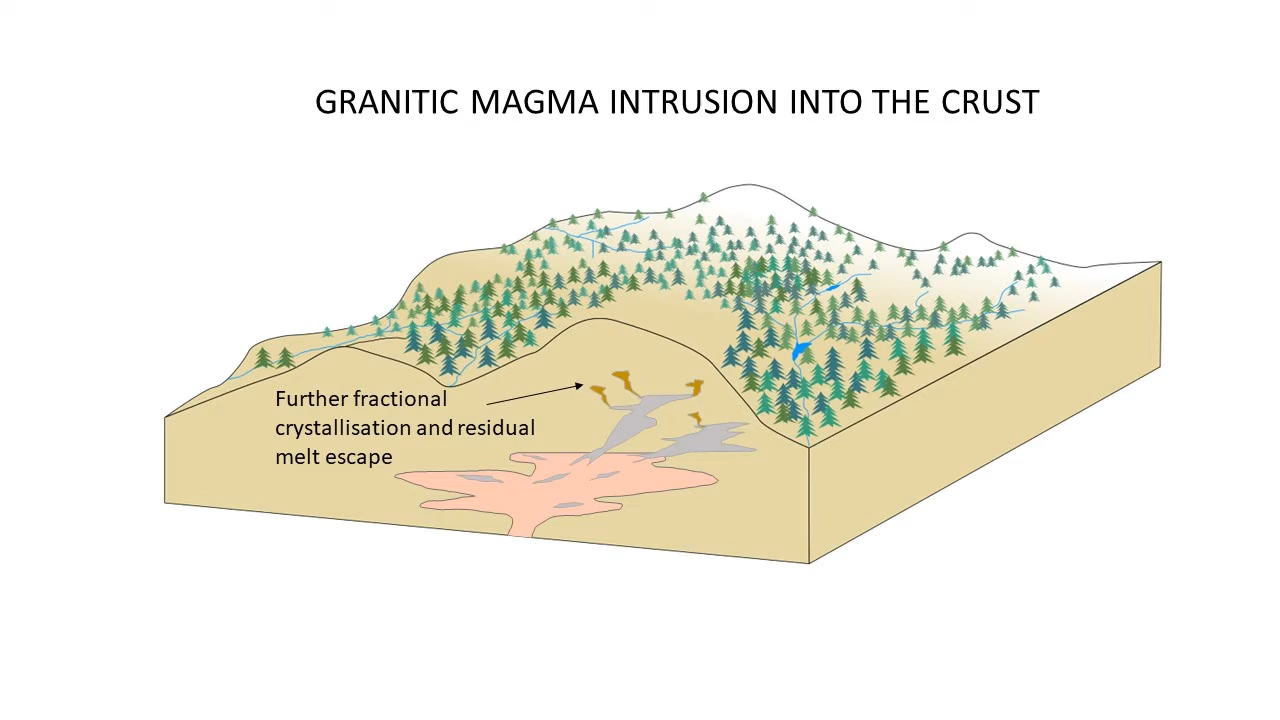 GRANITIC MAGMA INTRUSION INTO THE CRUST
Further fractional
crystallisation and residual
melt escape